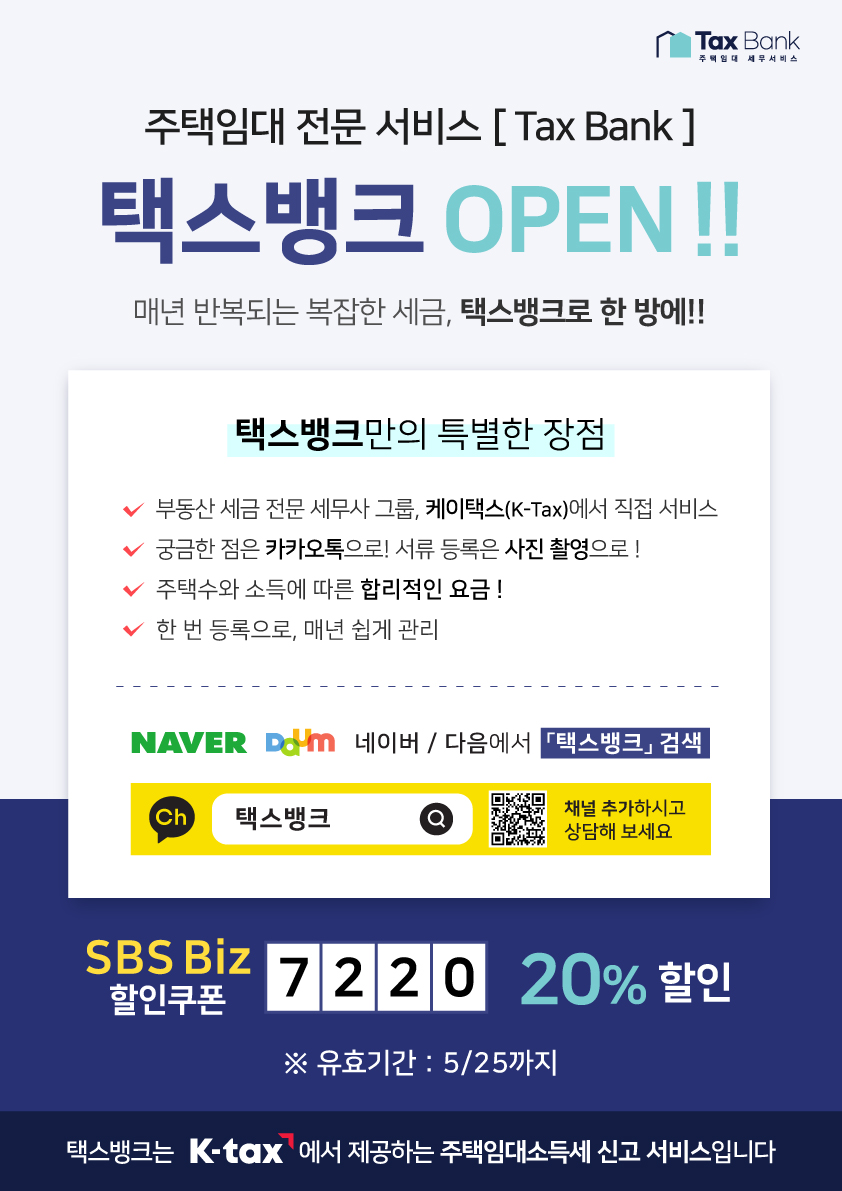 Tax Bank
주택임대 세무서비스
주택임대 전문 서비스 [ Tax Bank ]
택스뱅크 OPEN !!
매년 반복되는 복잡한 세금, 택스뱅크로 한 방에!!
택스뱅크만의 특별한 장점
부동산 세금 전문 세무사 그룹, 케이택스(K-Tax)에서 직접 서비스
궁금한 점은 카카오톡으로! 서류 등록은 사진 촬영으로 !
주택수와 소득에 따른 합리적인 요금 !
한 번 등록으로, 매년 쉽게 관리
NAVER Daum 네이버 / 다음에서 「택스뱅크」 검색
Ch 택스뱅크 채널 추가하시고
상담해 보세요
SBS Biz
할인쿠폰 7220 20% 할인
※ 유효기간 : 5/25까지
택스뱅크는 K-tax에서 제공하는 주택임대소득세 신고 서비스입니다